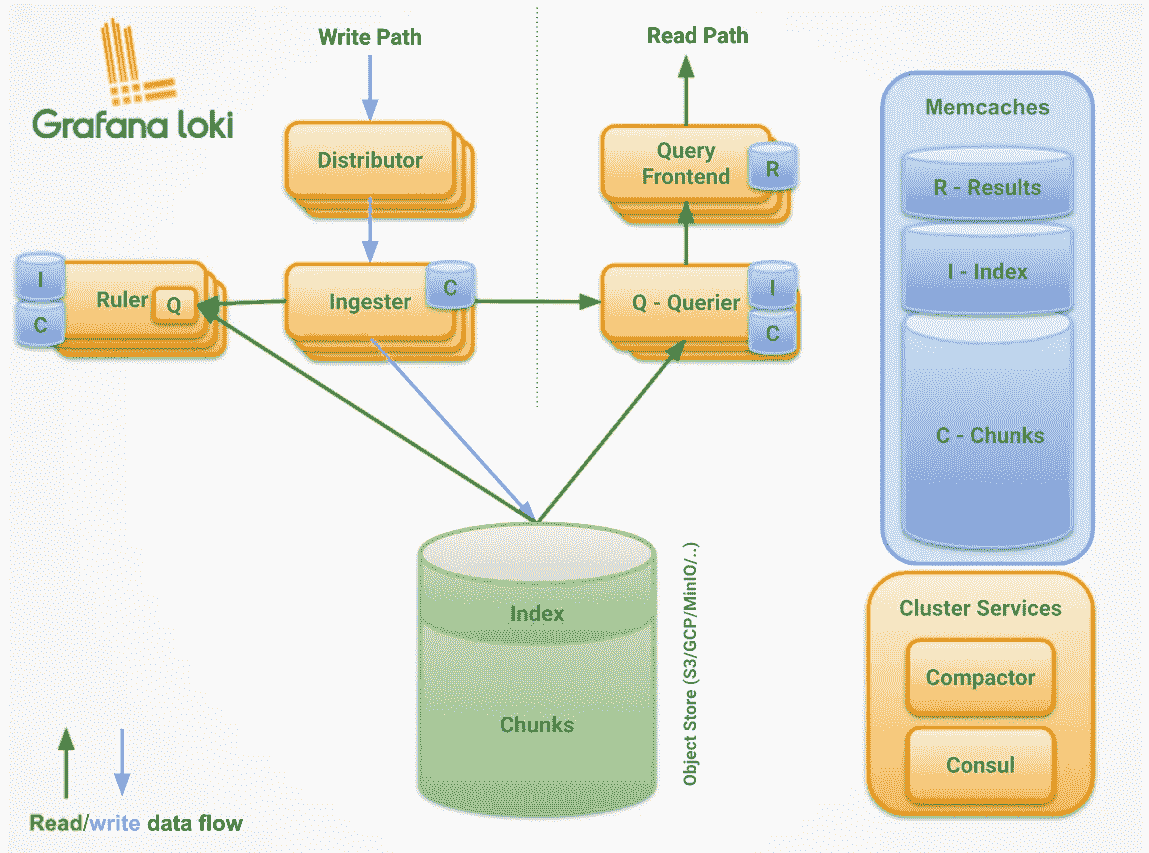 Grafana loki
Write Path
Read Path
Distributor
Query
Frontend
R
I
C
Ruler
Q
Ingester
C
Q - Querier
I
C
Index
Chunks
Object Store (S3/GCP/MinIO/..)
Memcaches
R - Results
I - Index
C - Chunks
Cluster Services
Compactor
Consul
Read/write data flow